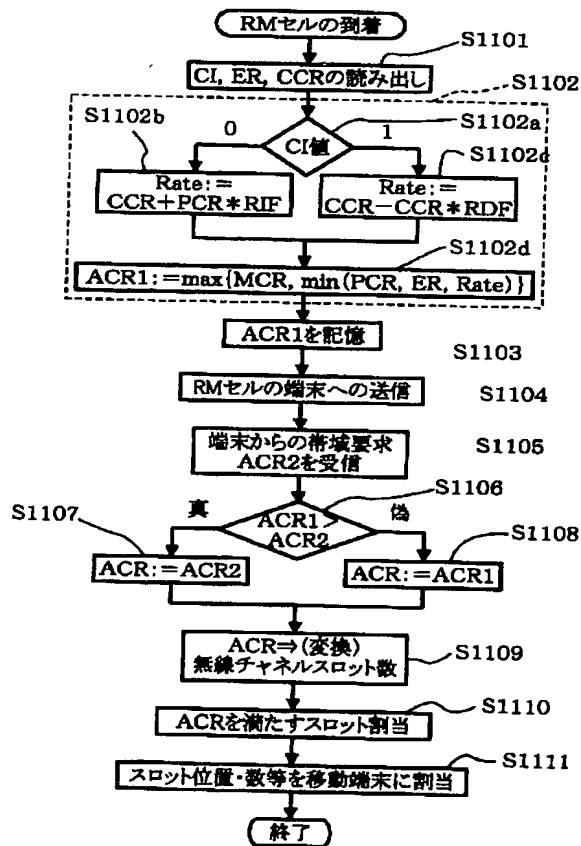 RMセルの到着
S1101
CI, ER, CCRの読み出し
S1102
S1102b
S1102a
0
1
CI値
S1102c
Rate:=
CCR+PCR*RIF
Rate:=
CCR-CCR*RDF
S1102d
ACR1:=max{MCR, min(PCR, ER, Rate)}
ACR1を記憶
S1103
RMセルの端末への送信
S1104
端末からの帯域要求
ACR2を受信
S1105
S1106
真
偽
S1107
ACR1>
ACR2
S1108
ACR:=ACR2
ACR:=ACR1
ACR⇒(変換)
無線チャネルスロット数
S1109
S1110
ACRを満たすスロット割当
S1111
スロット位置・数等を移動端末に割当
終了